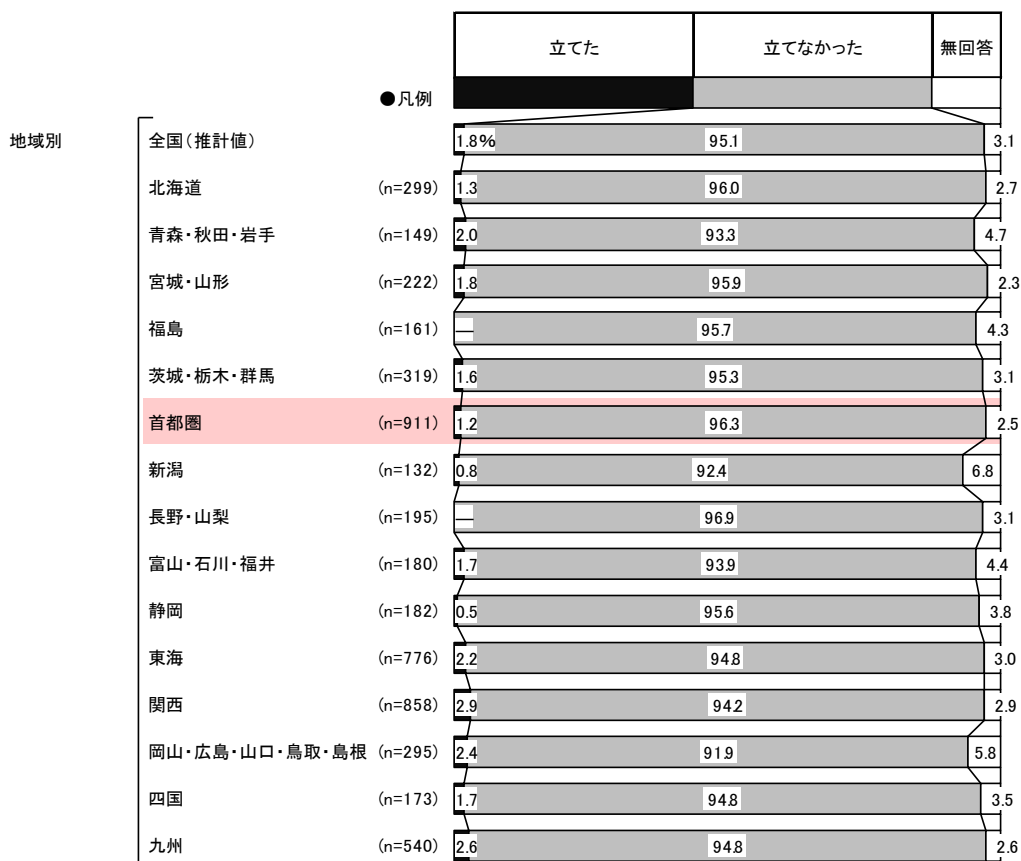 立てた 立てなかった 無回答
●凡例
地域別
全国(推計値) 1.8% 95.1 3.1
北海道 (n=299) 1.3 96.0 2.7
青森・秋田・岩手 (n=149) 2.0 93.3 4.7
宮城・山形 (n=222) 1.8 95.9 2.3
福島 (n=161) — 95.7 4.3
茨城・栃木・群馬 (n=319) 1.6 95.3 3.1
首都圏 (n=911) 1.2 96.3 2.5
新潟 (n=132) 0.8 92.4 6.8
長野・山梨 (n=195) — 96.9 3.1
富山・石川・福井 (n=180) 1.7 93.9 4.4
静岡 (n=182) 0.5 95.6 3.8
東海 (n=776) 2.2 94.8 3.0
関西 (n=858) 2.9 94.2 2.9
岡山・広島・山口・鳥取・島根 (n=295) 2.4 91.9 5.8
四国 (n=173) 1.7 94.8 3.5
九州 (n=540) 2.6 94.8 2.6